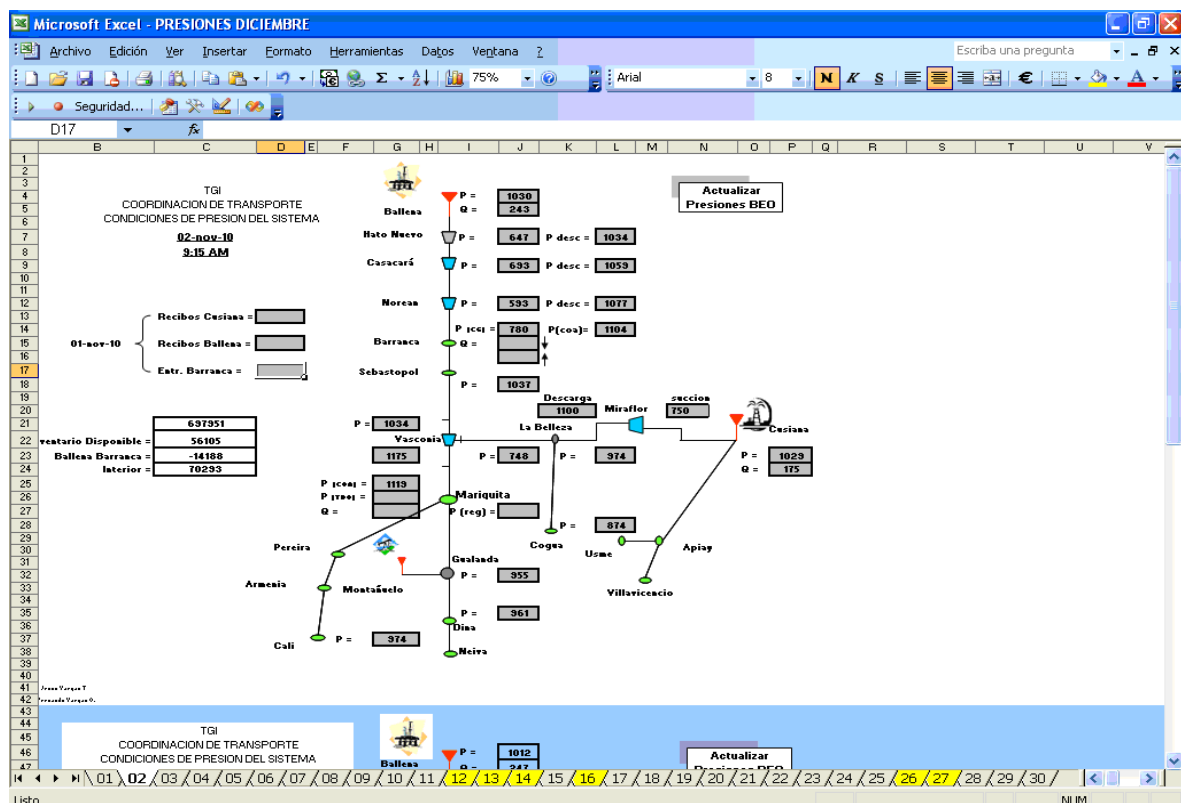 Microsoft Excel - PRESIONES DICIEMBRE
Archivo Edición Ver Insertar Formato Herramientas Datos Ventana ?
Escriba una pregunta
75%
Arial
8
N K S
Seguridad...
D17
fx
B C D E F G H I J K L M N O P Q R S T U V
TGI
COORDINACION DE TRANSPORTE
CONDICIONES DE PRESION DEL SISTEMA
02-nov-10
9:15 AM
Ballena
P = 1030
Q = 243
Actualizar
Presiones BEO
Hato Nuevo P = 647 P desc = 1034
Casacará P = 693 P desc = 1059
Norean P = 593 P desc = 1077
01-nov-10
Recibos Cusiana =
Recibos Ballena =
Entr. Barranca =
P (CG) = 780 P(coa)= 1104
Barranca Q =
Sebastopol
P = 1037
Descarga
1100
Miraflor
succion
750
697951
ventario Disponible = 56105
Ballena Barranca = -14188
Interior = 70293
P = 1034
Vasconia
1175
La Belleza
P = 748 P = 974
Cusiana
P = 1029
Q = 175
1119
Q =
Mariquita
P (reg) =
P = 874
Cogua
Usme
Apiay
Villavicencio
Pereira
Armenia
Montañuelo
Gualanda
P = 955
P = 961
Dina
Cali P = 974
Neiva
TGI
COORDINACION DE TRANSPORTE
CONDICIONES DE PRESION DEL SISTEMA
Ballena
P = 1012
Q = 247
Actualizar
Presiones BEO
01 02 03 04 05 06 07 08 09 10 11 12 13 14 15 16 17 18 19 20 21 22 23 24 25 26 27 28 29 30
Listo
NUM